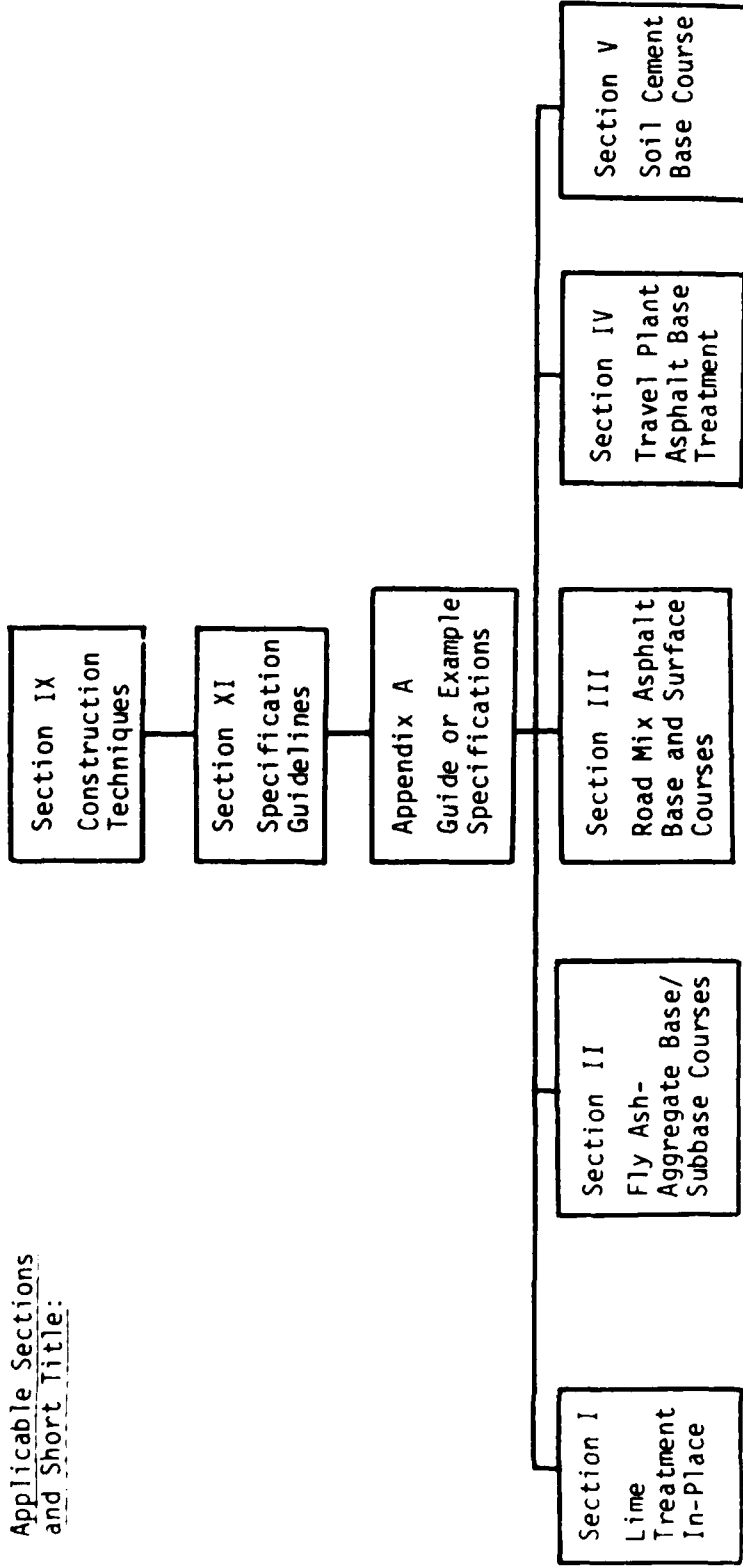 Applicable Sections
and Short Title:
Section IX
Construction
Techniques
Section XI
Specification
Guidelines
Appendix A
Guide or Example
Specifications
Section I
Lime
Treatment
In-Place
Section II
Fly Ash-
Aggregate Base/
Subbase Courses
Section III
Road Mix Asphalt
Base and Surface
Courses
Section IV
Travel Plant
Asphalt Base
Treatment
Section V
Soil Cement
Base Course